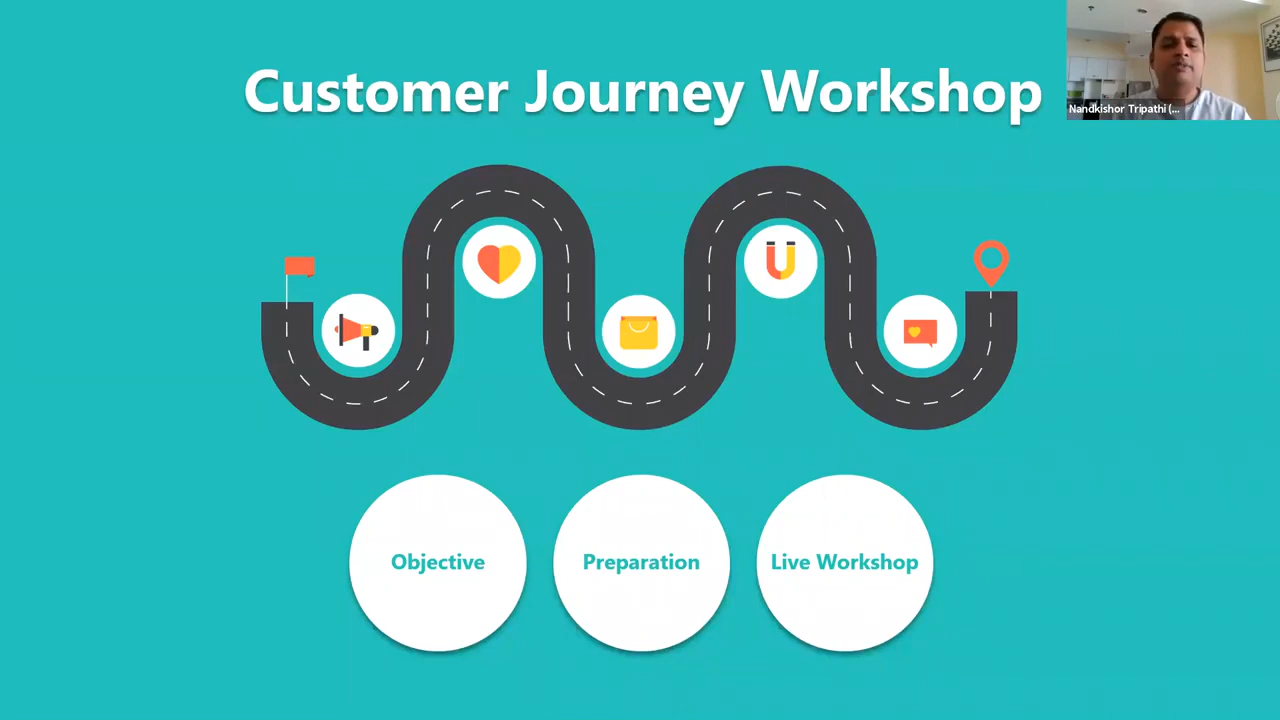 Customer Journey Workshop
Nandkishor Tripathi (...
Objective
Preparation
Live Workshop